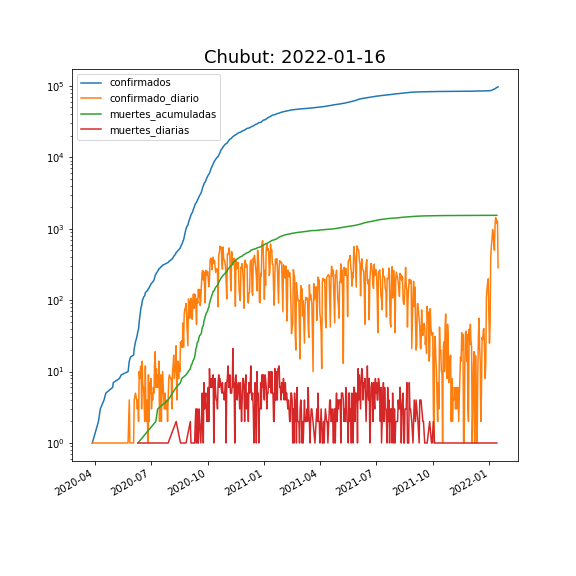 Chubut: 2022-01-16
confirmados
confirmado_diario
muertes_acumuladas
muertes_diarias
10⁵
10⁴
10³
10²
10¹
10⁰
2020-04
2020-07
2020-10
2021-01
2021-04
2021-07
2021-10
2022-01